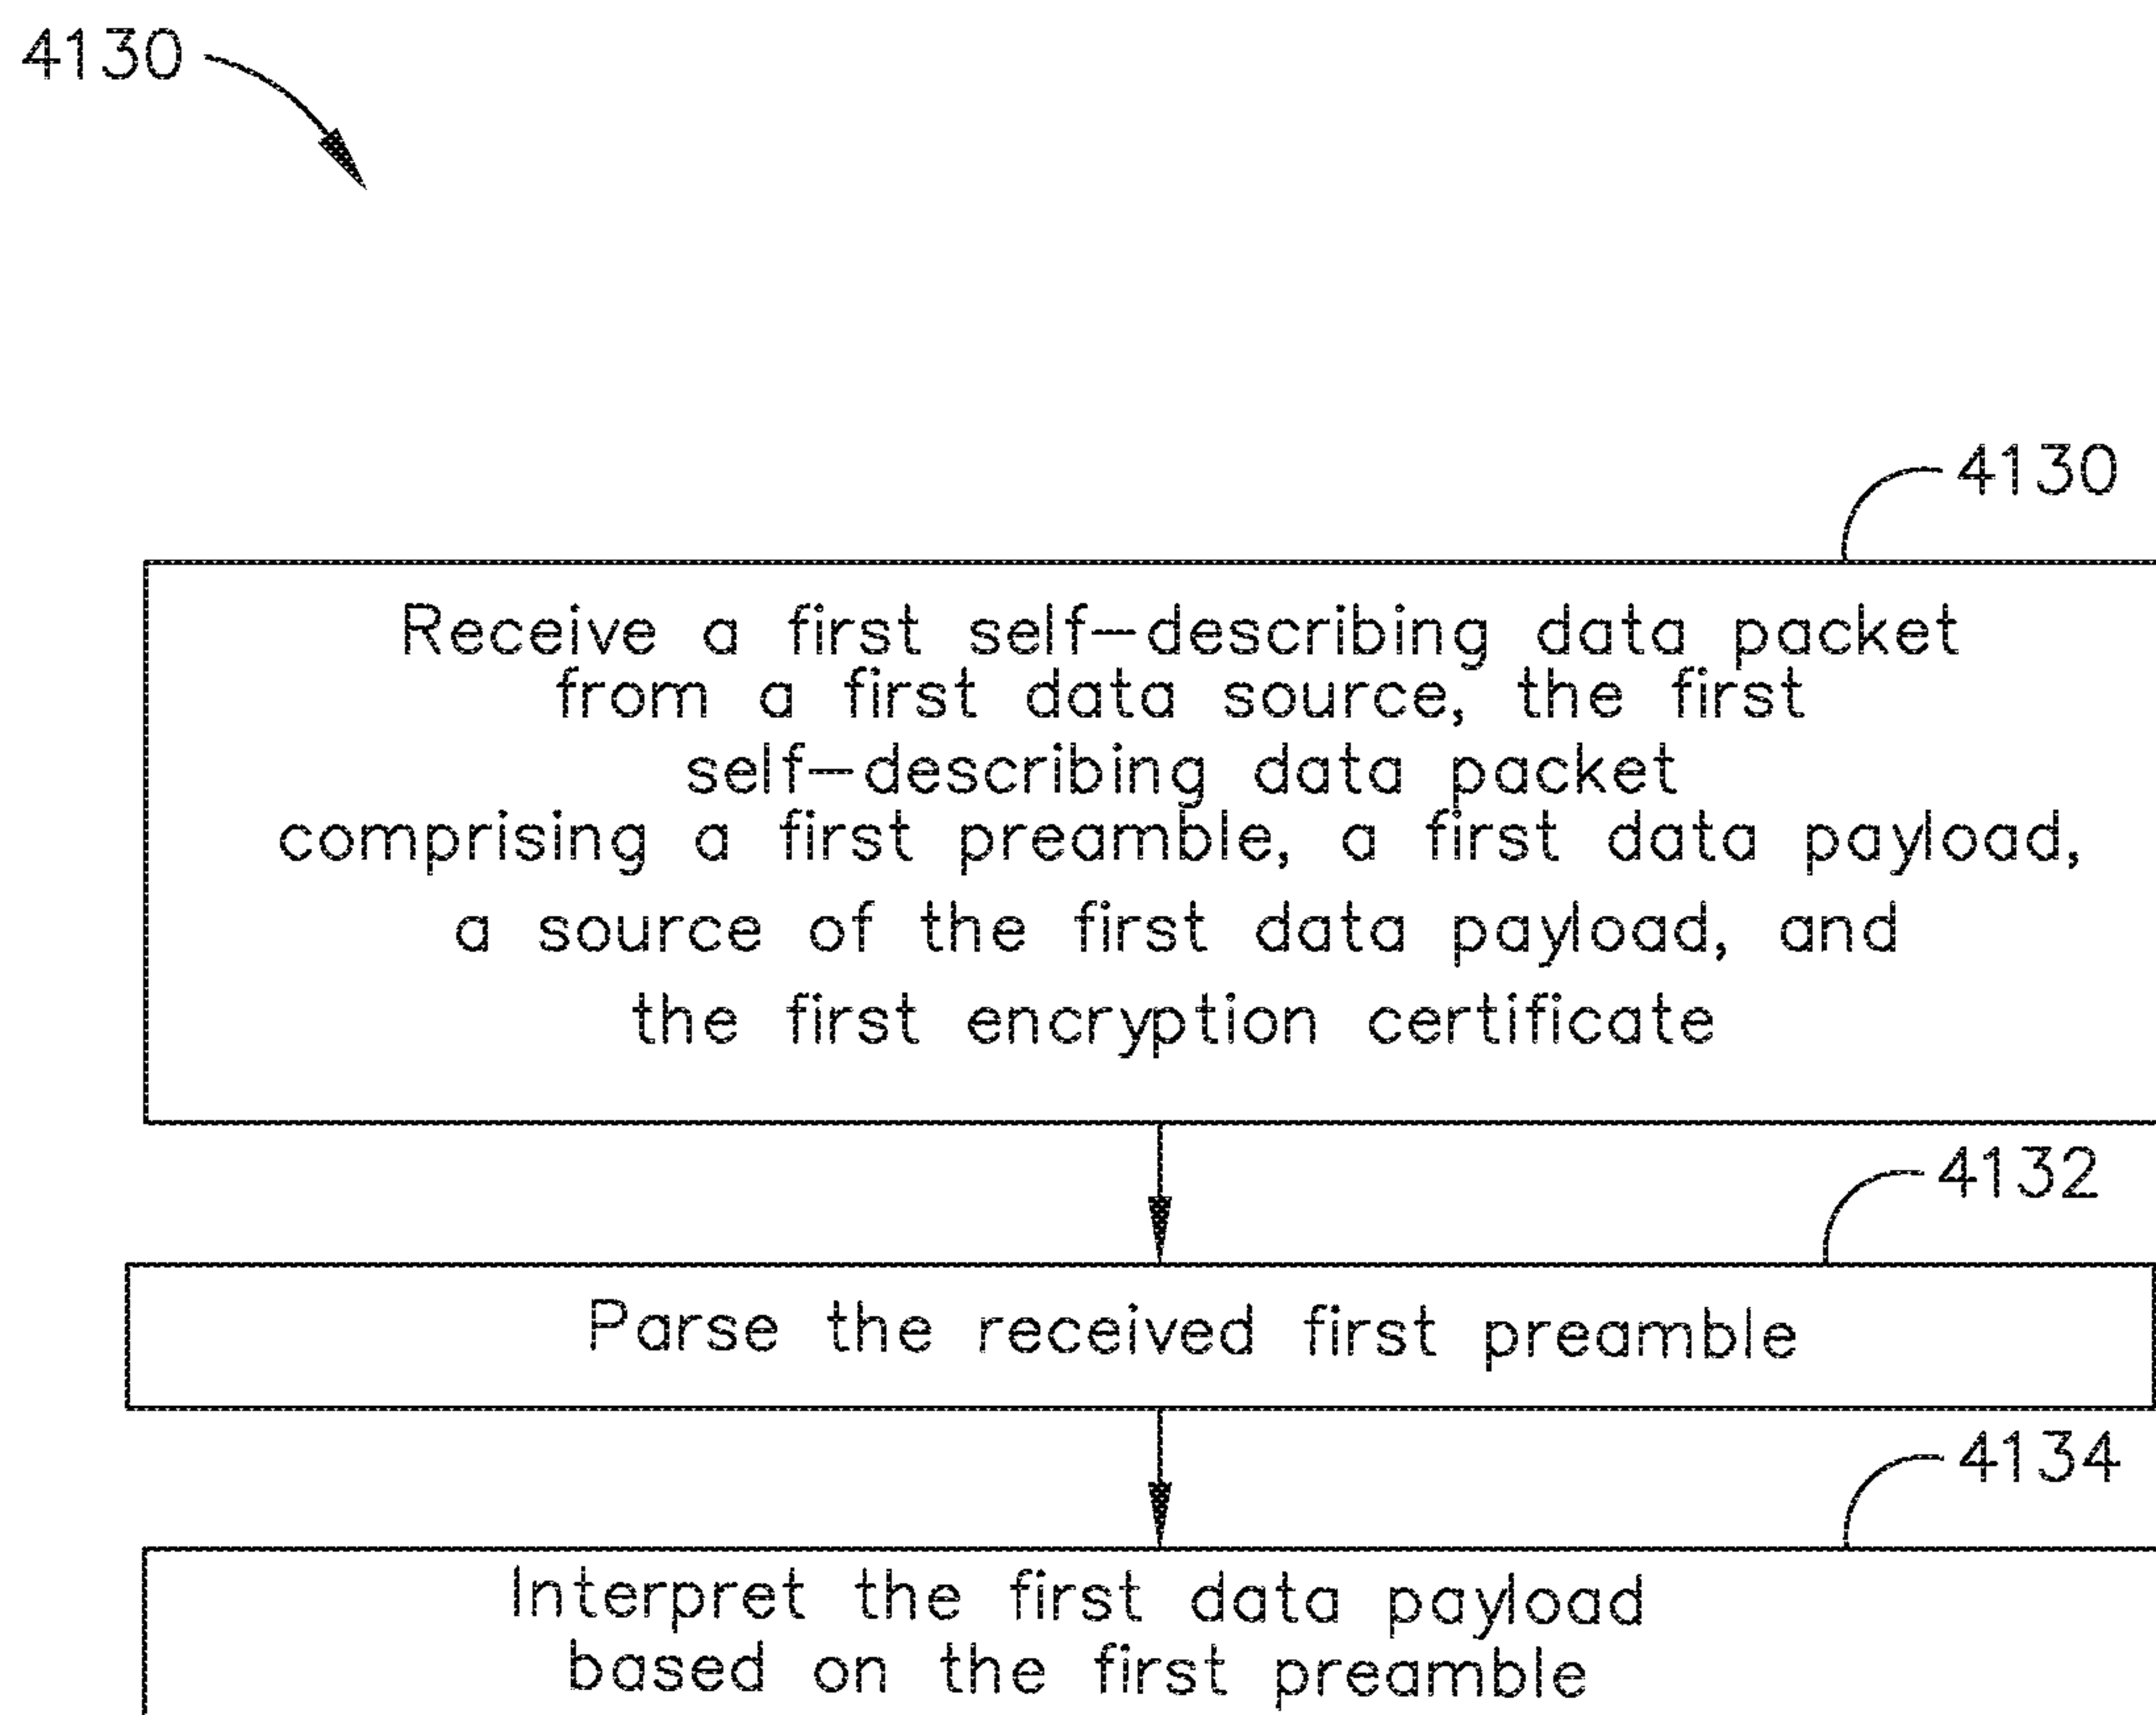 4130
4130
Receive a first self-describing data packet
from a first data source, the first
self-describing data packet
comprising a first preamble, a first data payload,
a source of the first data payload, and
the first encryption certificate
4132
Parse the received first preamble
4134
Interpret the first data payload
based on the first preamble